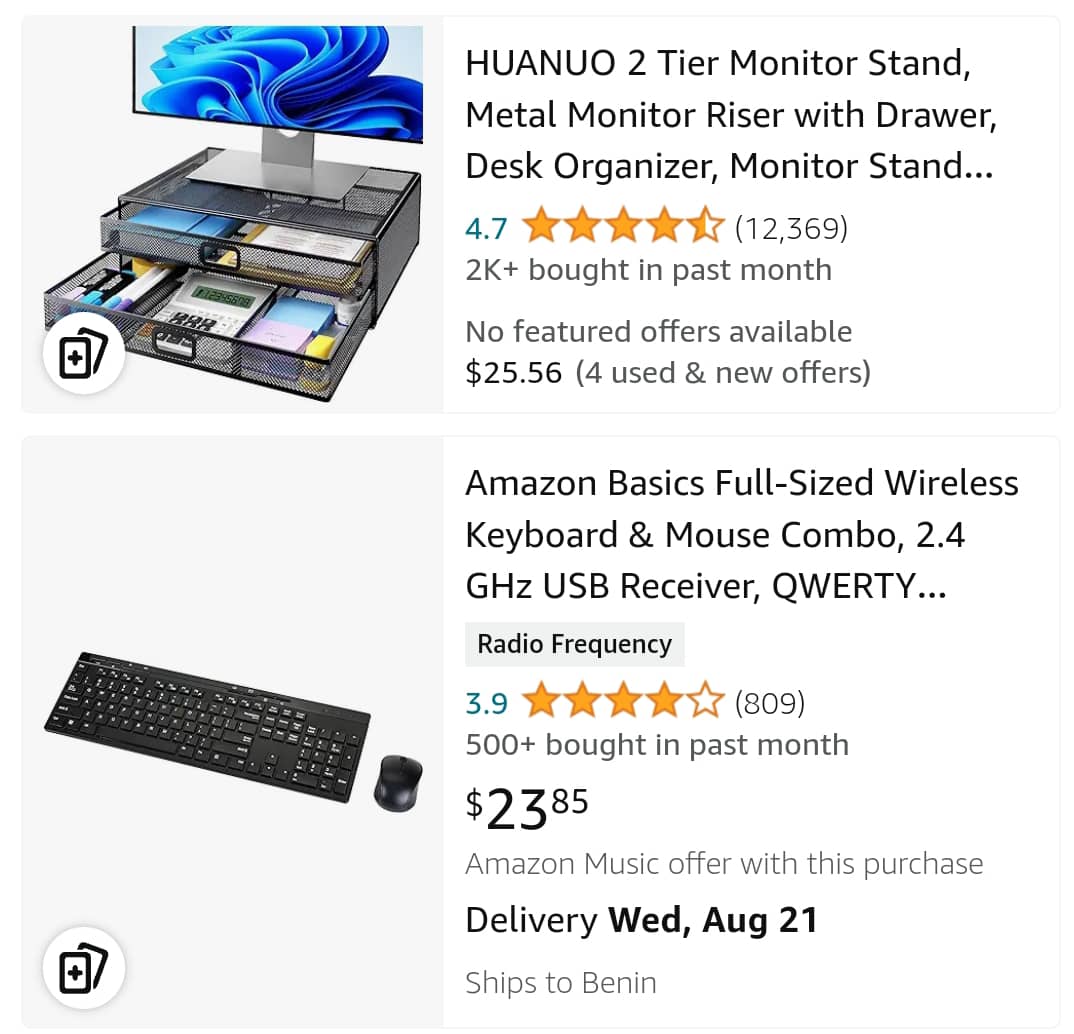 HUANUO 2 Tier Monitor Stand,
Metal Monitor Riser with Drawer,
Desk Organizer, Monitor Stand...
4.7 (12,369)
2K+ bought in past month
No featured offers available
$25.56 (4 used & new offers)
Amazon Basics Full-Sized Wireless
Keyboard & Mouse Combo, 2.4
GHz USB Receiver, QWERTY...
Radio Frequency
3.9 (809)
500+ bought in past month
$2385
Amazon Music offer with this purchase
Delivery Wed, Aug 21
Ships to Benin